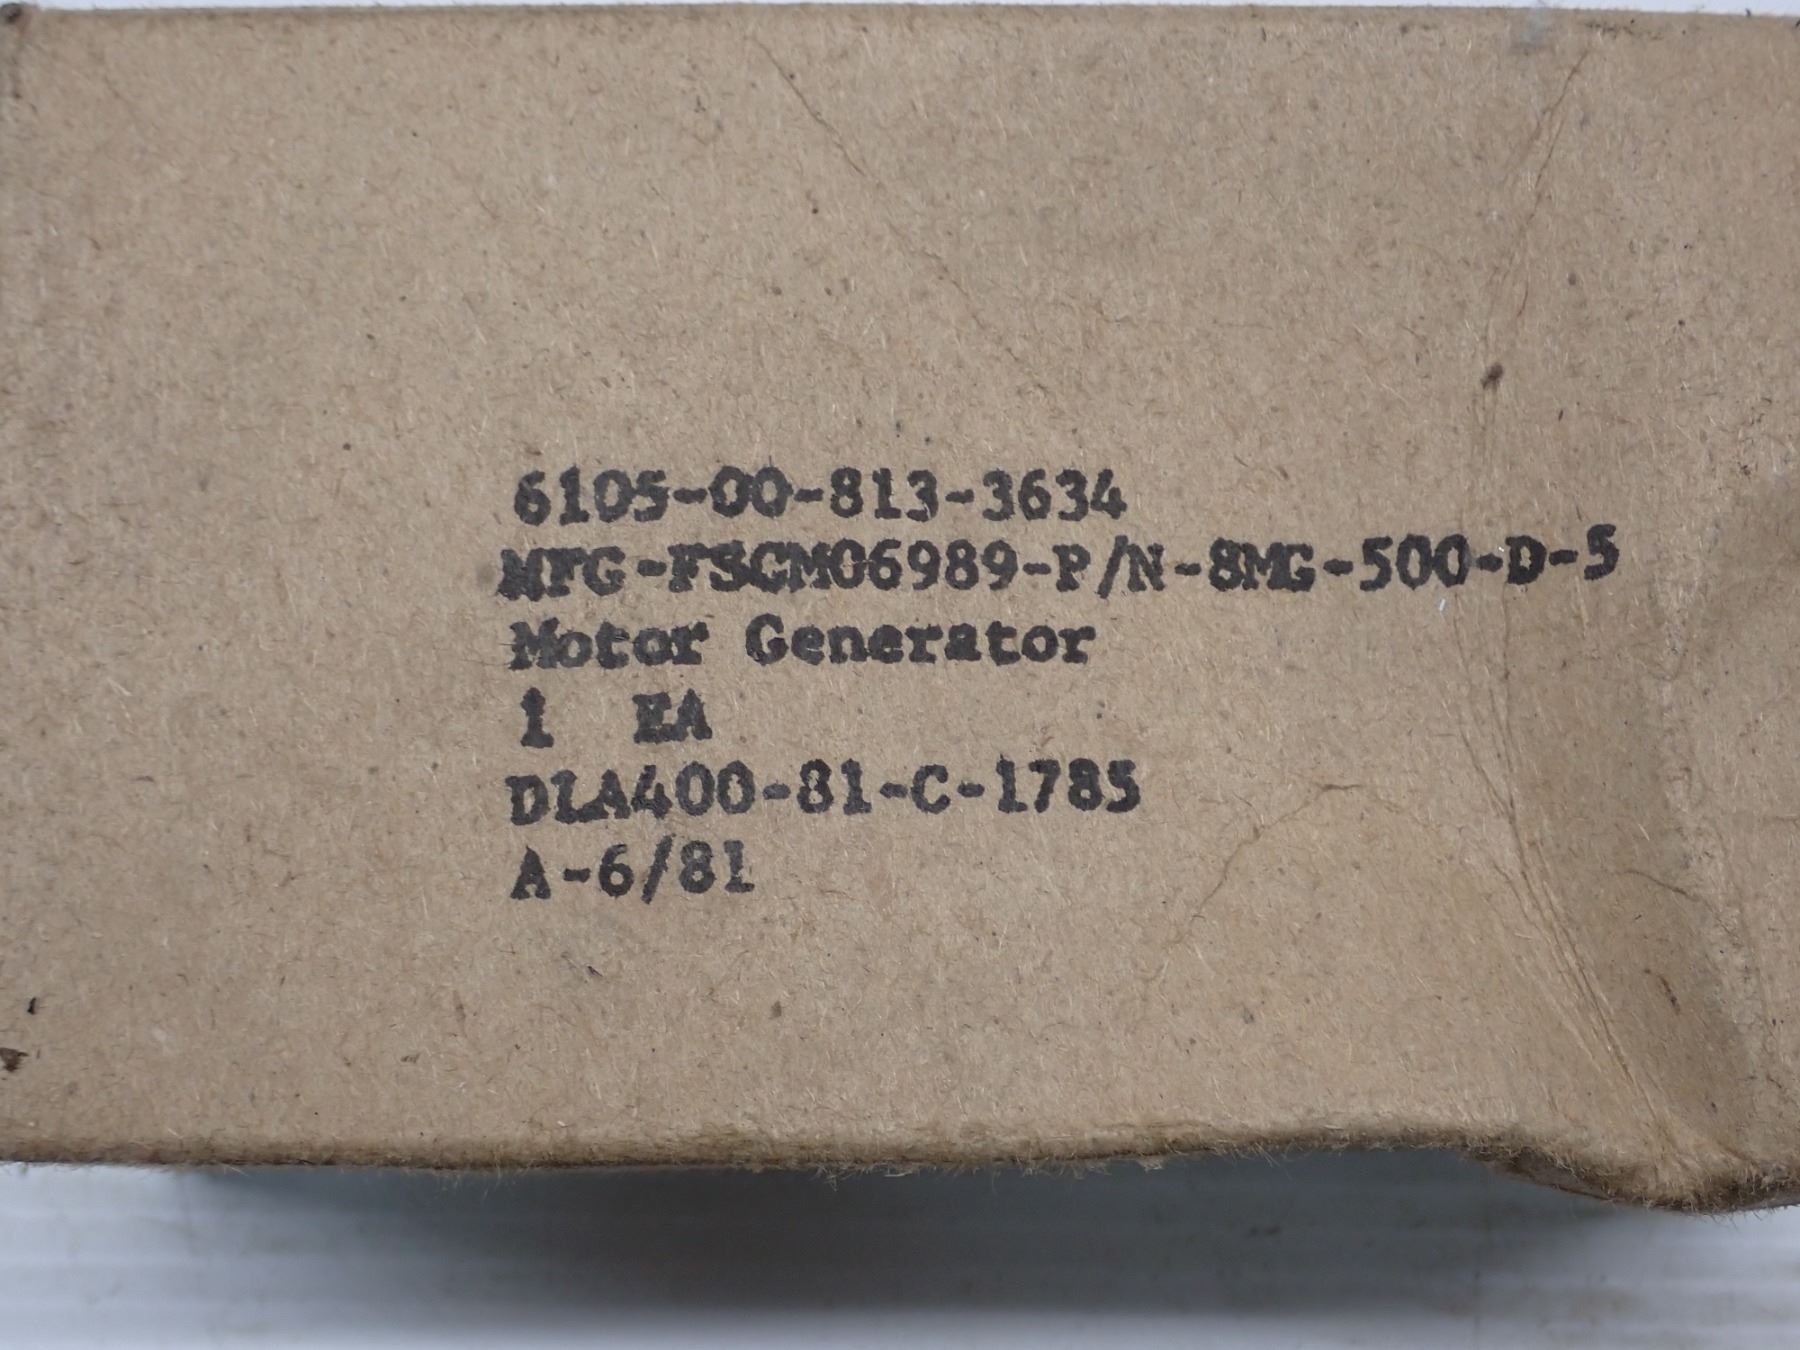 6105-00-813-3634
MFG-FSCM06989-P/N-8MG-500-D-5
Motor Generator
1 EA
DLA400-81-C-1785
A-6/81